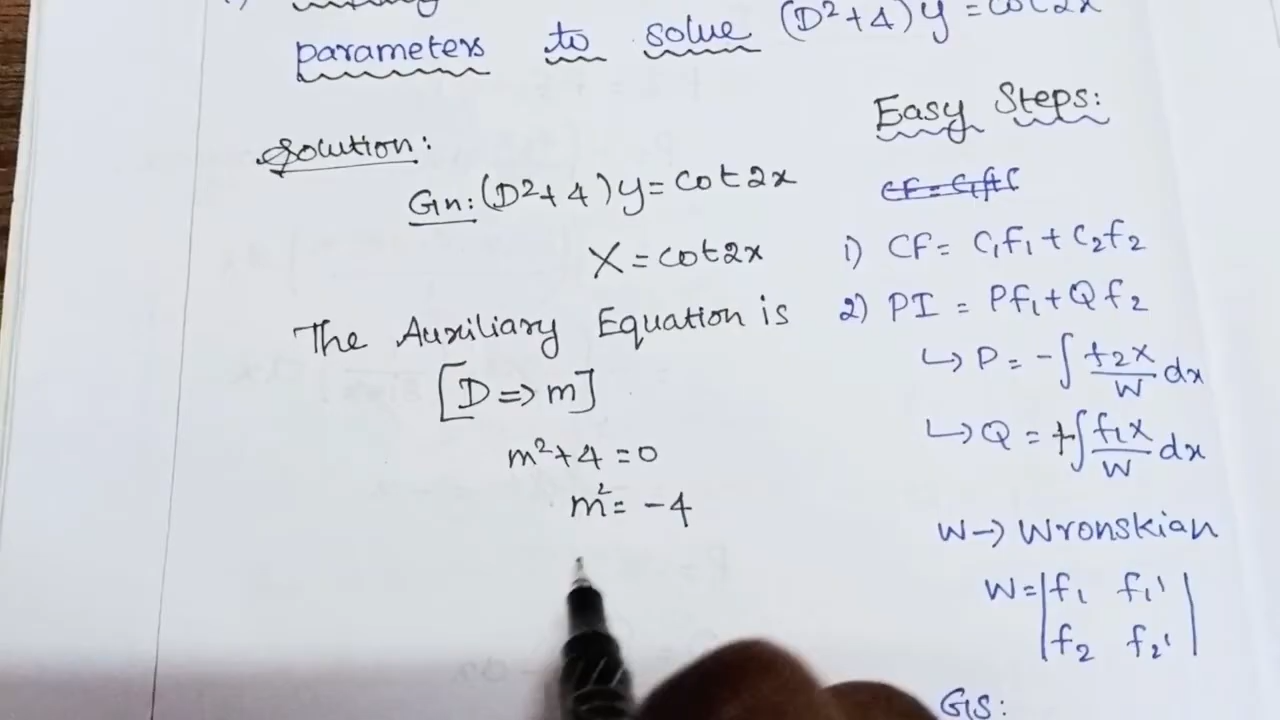 parameters to solve (D²+4)y = cot2x
Solution:
Gn: (D²+4)y = cot2x
X = cot2x
The Auxiliary Equation is
[D => m]
m²+4 = 0
m² = -4
Easy Steps:
1) CF = C₁f₁ + C₂f₂
2) PI = Pf₁ + Qf₂
↳ P = -∫ f₂X/W dx
↳ Q = +∫ f₁X/W dx
W → Wronskian
W = |f₁ f₁'|
|f₂ f₂'|
GS: